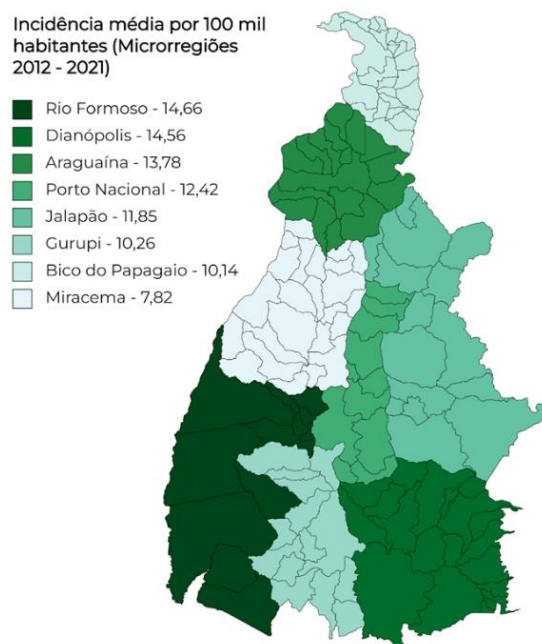 Incidência média por 100 mil
habitantes (Microrregiões
2012 - 2021)
Rio Formoso - 14,66
Dianópolis - 14,56
Araguaína - 13,78
Porto Nacional - 12,42
Jalapão - 11,85
Gurupi - 10,26
Bico do Papagaio - 10,14
Miracema - 7,82